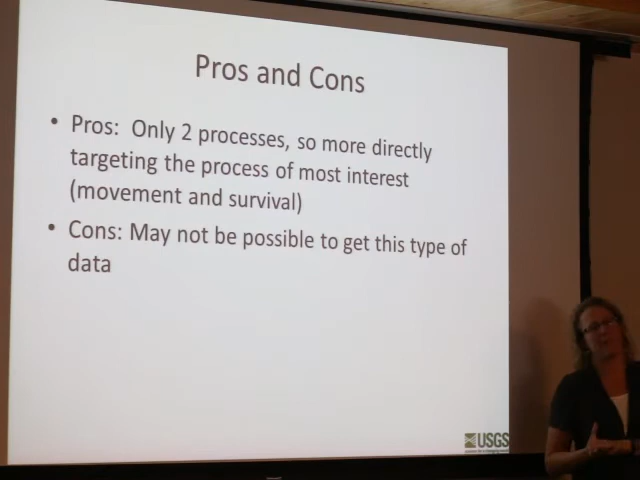 Pros and Cons
• Pros: Only 2 processes, so more directly
targeting the process of most interest
(movement and survival)
• Cons: May not be possible to get this type of
data
USGS